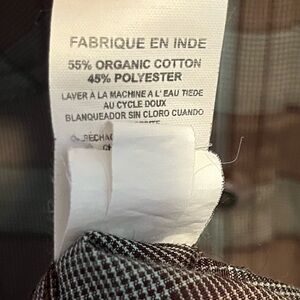 FABRIQUE EN INDE
55% ORGANIC COTTON
45% POLYESTER
LAVER À LA MACHINE A L' EAU TIEDE
AU CYCLE DOUX
BLANQUEADOR SIN CLORO CUANDO